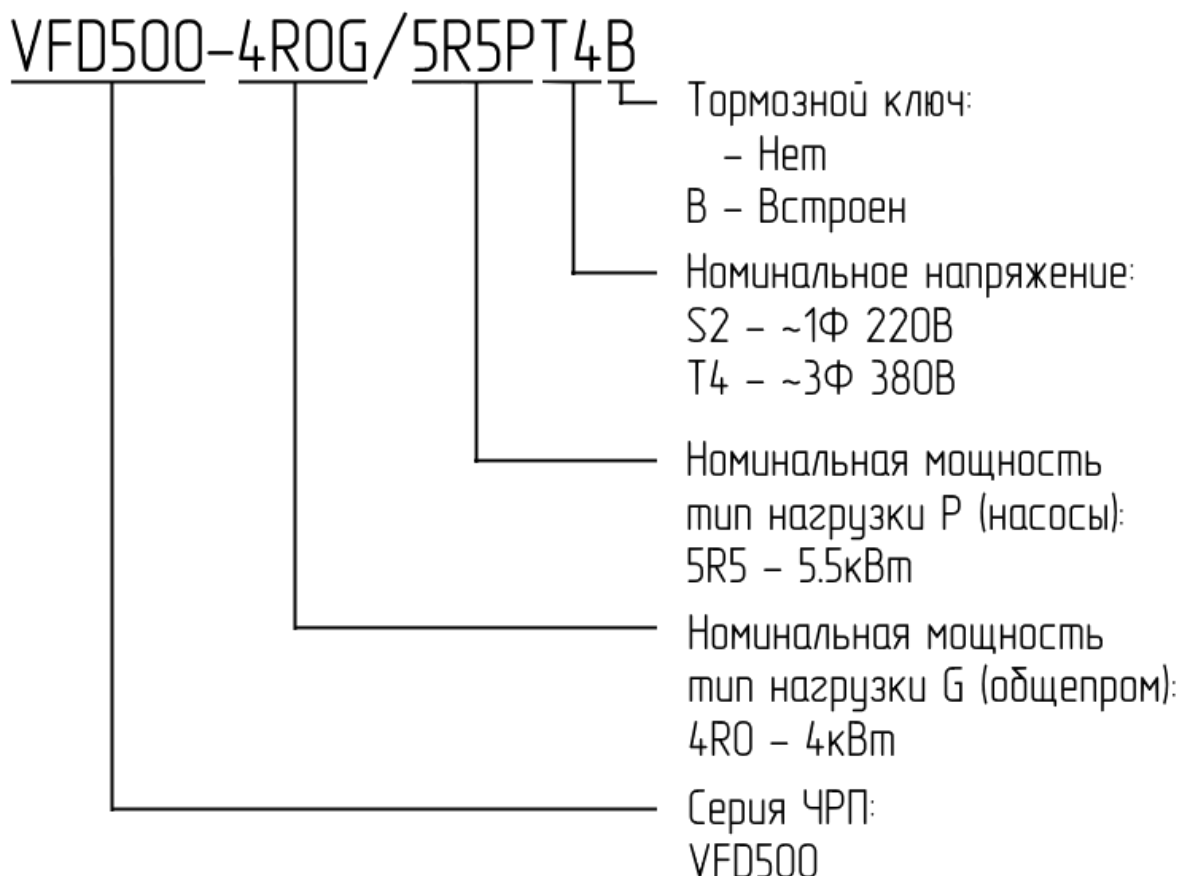 VFD500-4R0G/5R5PT4B
Тормозной ключ:
- Нет
В - Встроен
Номинальное напряжение:
S2 - ~1Ф 220В
T4 - ~3Ф 380В
Номинальная мощность
тип нагрузки P (насосы):
5R5 - 5.5кВт
Номинальная мощность
тип нагрузки G (общепром):
4R0 - 4кВт
Серия ЧРП:
VFD500